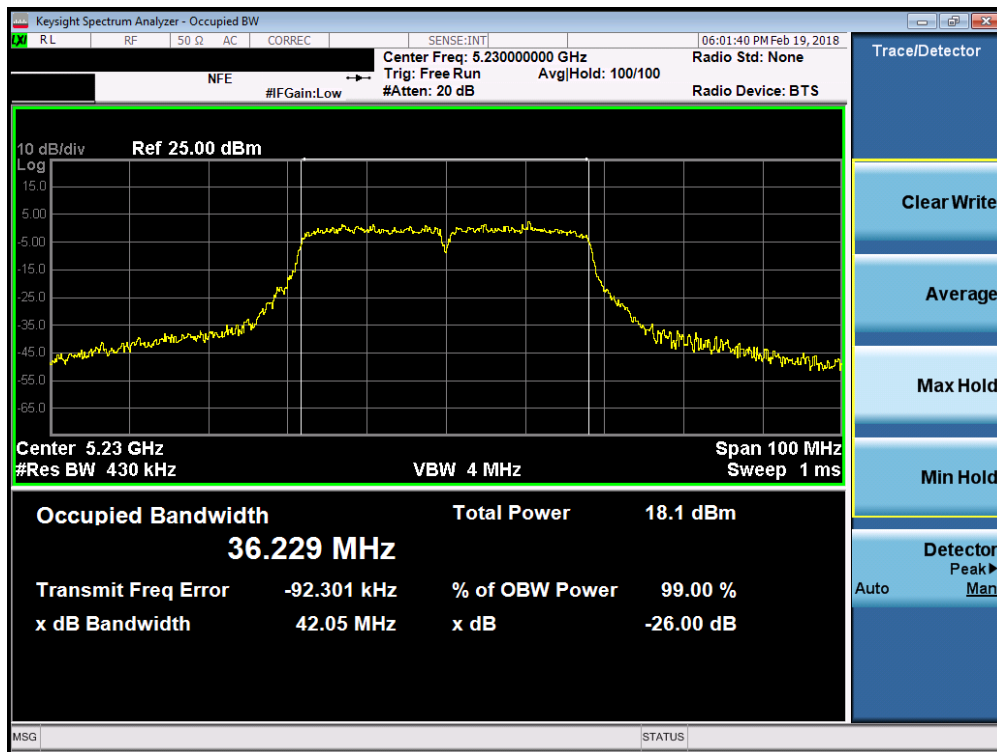 Keysight Spectrum Analyzer - Occupied BW
LXI RL RF 50 Ω AC CORREC SENSE:INT 06:01:40 PM Feb 19, 2018
Center Freq: 5.230000000 GHz Radio Std: None
NFE Trig: Free Run Avg|Hold: 100/100
#IFGain:Low #Atten: 20 dB Radio Device: BTS
10 dB/div Ref 25.00 dBm
Log
15.0
5.00
-5.00
-15.0
-25.0
-35.0
-45.0
-55.0
-65.0
Center 5.23 GHz Span 100 MHz
#Res BW 430 kHz VBW 4 MHz Sweep 1 ms
Occupied Bandwidth Total Power 18.1 dBm
36.229 MHz
Transmit Freq Error -92.301 kHz % of OBW Power 99.00 %
x dB Bandwidth 42.05 MHz x dB -26.00 dB
MSG STATUS
Trace/Detector
Clear Write
Average
Max Hold
Min Hold
Detector
Peak▶
Auto Man